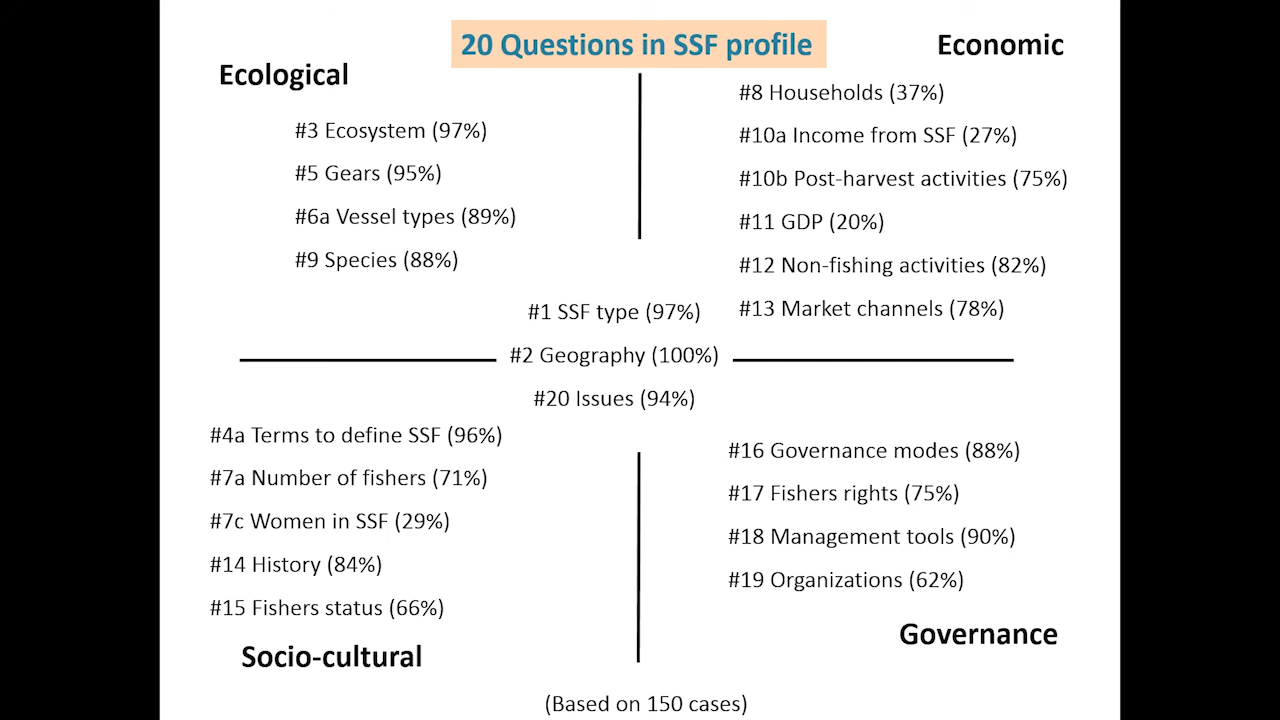 20 Questions in SSF profile
Ecological
#3 Ecosystem (97%)
#5 Gears (95%)
#6a Vessel types (89%)
#9 Species (88%)
Economic
#8 Households (37%)
#10a Income from SSF (27%)
#10b Post-harvest activities (75%)
#11 GDP (20%)
#12 Non-fishing activities (82%)
#13 Market channels (78%)
#1 SSF type (97%)
#2 Geography (100%)
#20 Issues (94%)
#4a Terms to define SSF (96%)
#7a Number of fishers (71%)
#7c Women in SSF (29%)
#14 History (84%)
#15 Fishers status (66%)
Socio-cultural
#16 Governance modes (88%)
#17 Fishers rights (75%)
#18 Management tools (90%)
#19 Organizations (62%)
Governance
(Based on 150 cases)